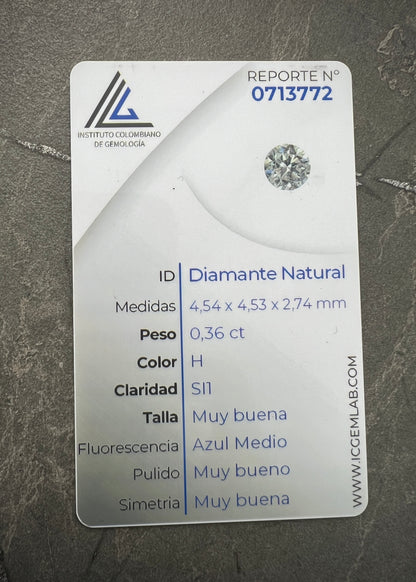 REPORTE Nº
0713772
INSTITUTO COLOMBIANO
DE GEMOLOGÍA
ID Diamante Natural
Medidas 4,54 x 4,53 x 2,74 mm
Peso 0,36 ct
Color H
Claridad SI1
Talla Muy buena
Fluorescencia Azul Medio
Pulido Muy bueno
Simetria Muy buena
WWW.ICGEMLAB.COM